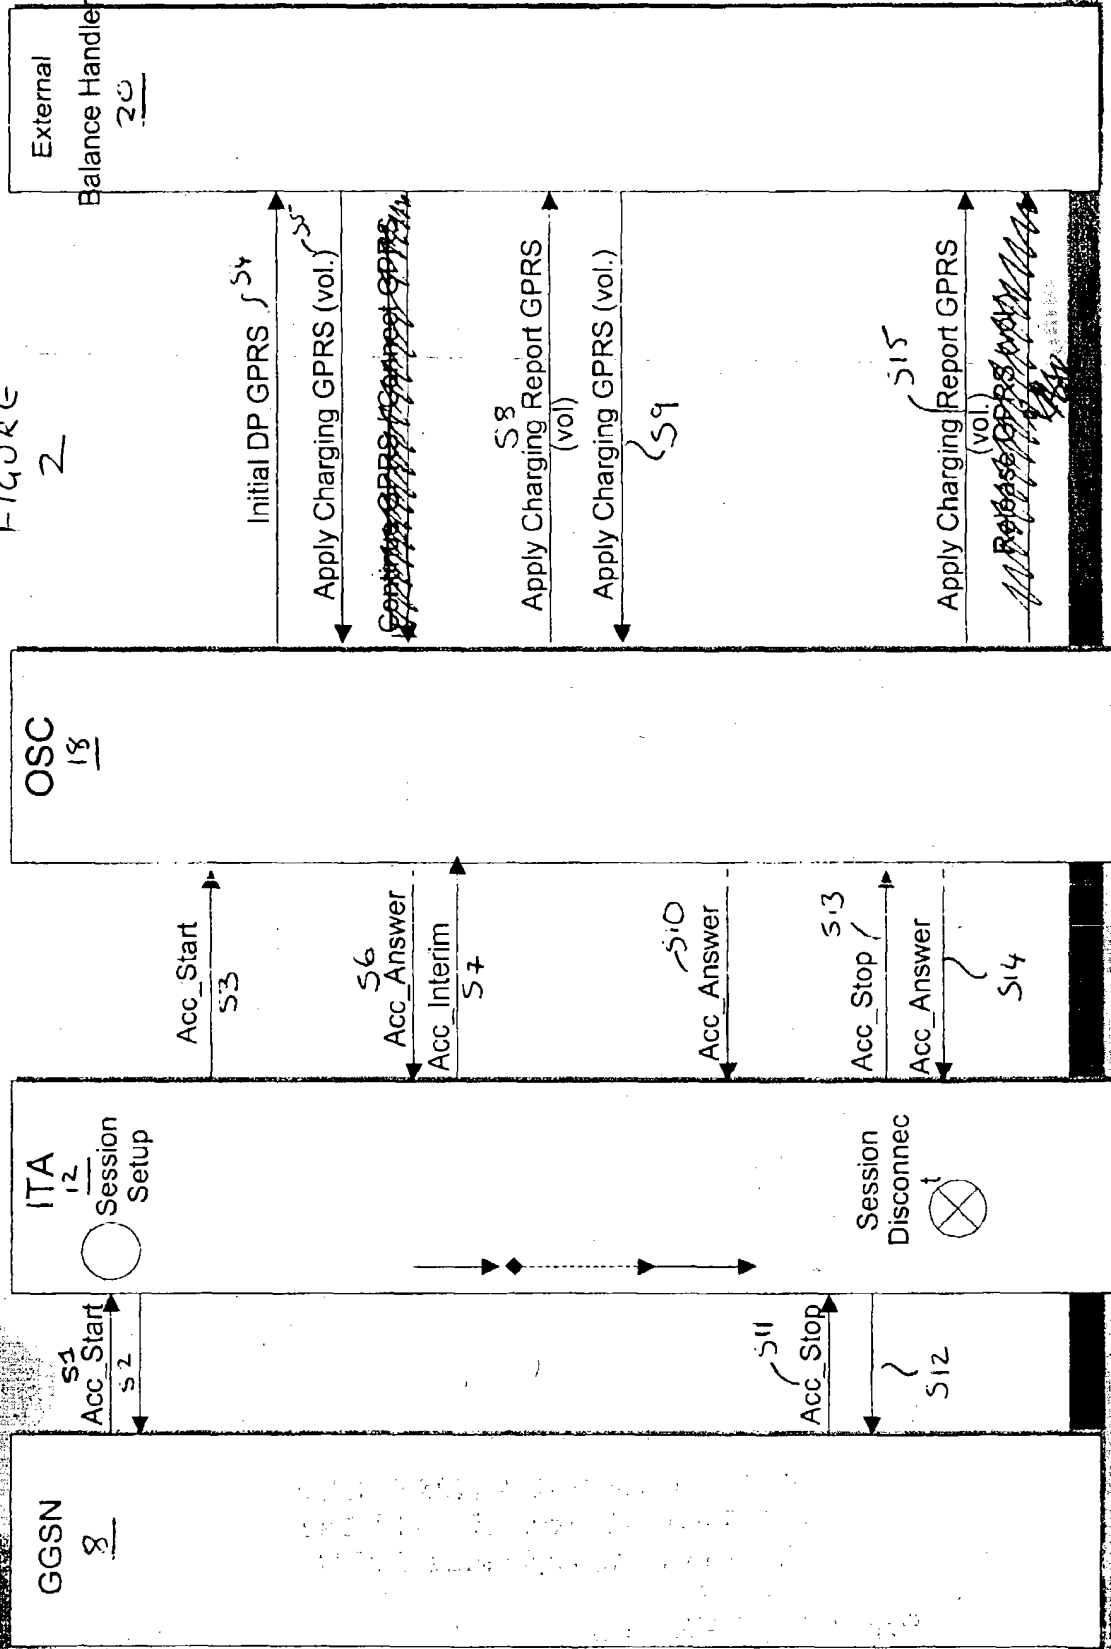 FIGURE
2
GGSN
8
ITA
12
OSC
18
External
Balance Handler
20
Session
Setup
S1
Acc_Start
S2
Acc_Start
S3
Initial DP GPRS S4
Apply Charging GPRS (vol.) S5
S6
Acc_Answer
Acc_Interim
S7
S8
Apply Charging Report GPRS
(vol)
Apply Charging GPRS (vol.)
S9
S10
Acc_Answer
S11
Acc_Stop
S12
Session
Disconnec
t
S13
Acc_Stop
Acc_Answer
S14
S15
Apply Charging Report GPRS
(vol.)